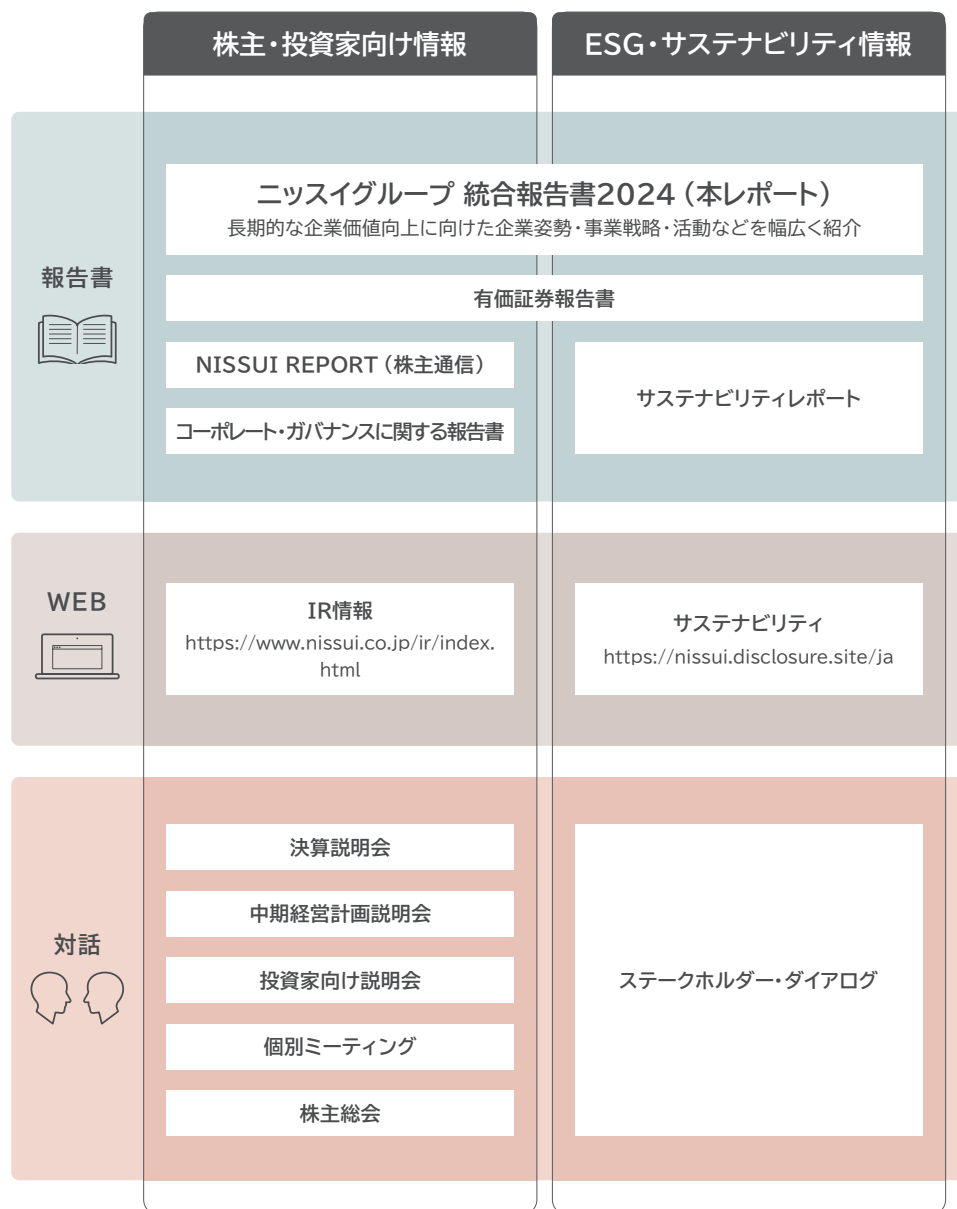 株主・投資家向け情報
ESG・サステナビリティ情報
報告書
ニッスイグループ 統合報告書2024（本レポート）
長期的な企業価値向上に向けた企業姿勢・事業戦略・活動などを幅広く紹介
有価証券報告書
NISSUI REPORT（株主通信）
コーポレート・ガバナンスに関する報告書
サステナビリティレポート
WEB
IR情報
https://www.nissui.co.jp/ir/index.
html
サステナビリティ
https://nissui.disclosure.site/ja
対話
決算説明会
中期経営計画説明会
投資家向け説明会
個別ミーティング
株主総会
ステークホルダー・ダイアログ